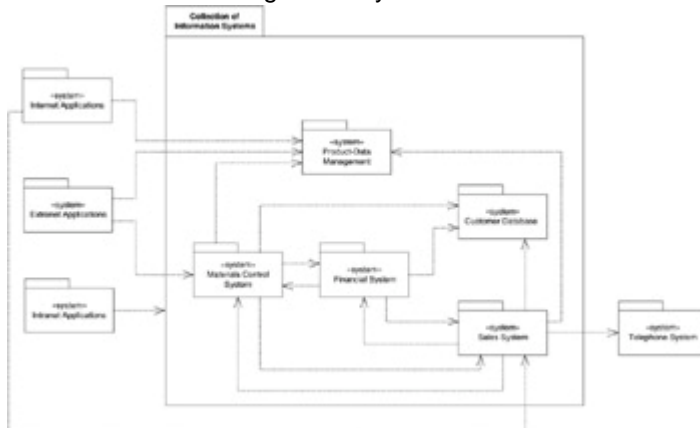 Collection of
Information Systems
«system»
Internet Applications
«system»
Product-Data
Management
«system»
Extranet Applications
«system»
Customer Database
«system»
Materials Control
System
«system»
Financial System
«system»
Intranet Applications
«system»
Sales System
«system»
Telephone System